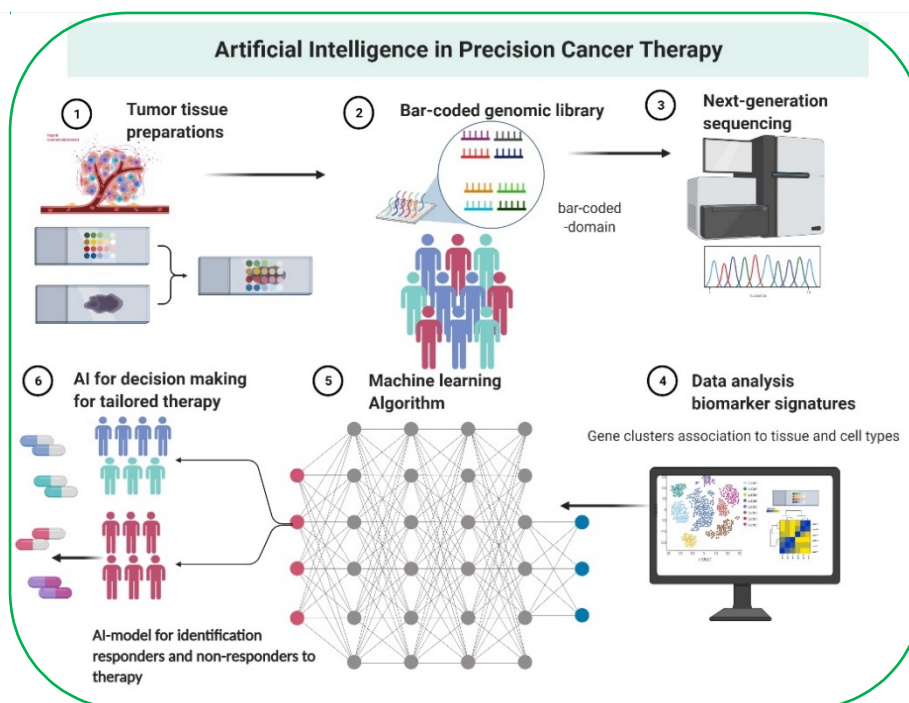 Artificial Intelligence in Precision Cancer Therapy
1
Tumor tissue
preparations
2
Bar-coded genomic library
3
Next-generation
sequencing
bar-coded
-domain
6
AI for decision making
for tailored therapy
5
Machine learning
Algorithm
4
Data analysis
biomarker signatures
Gene clusters association to tissue and cell types
AI-model for identification
responders and non-responders to
therapy